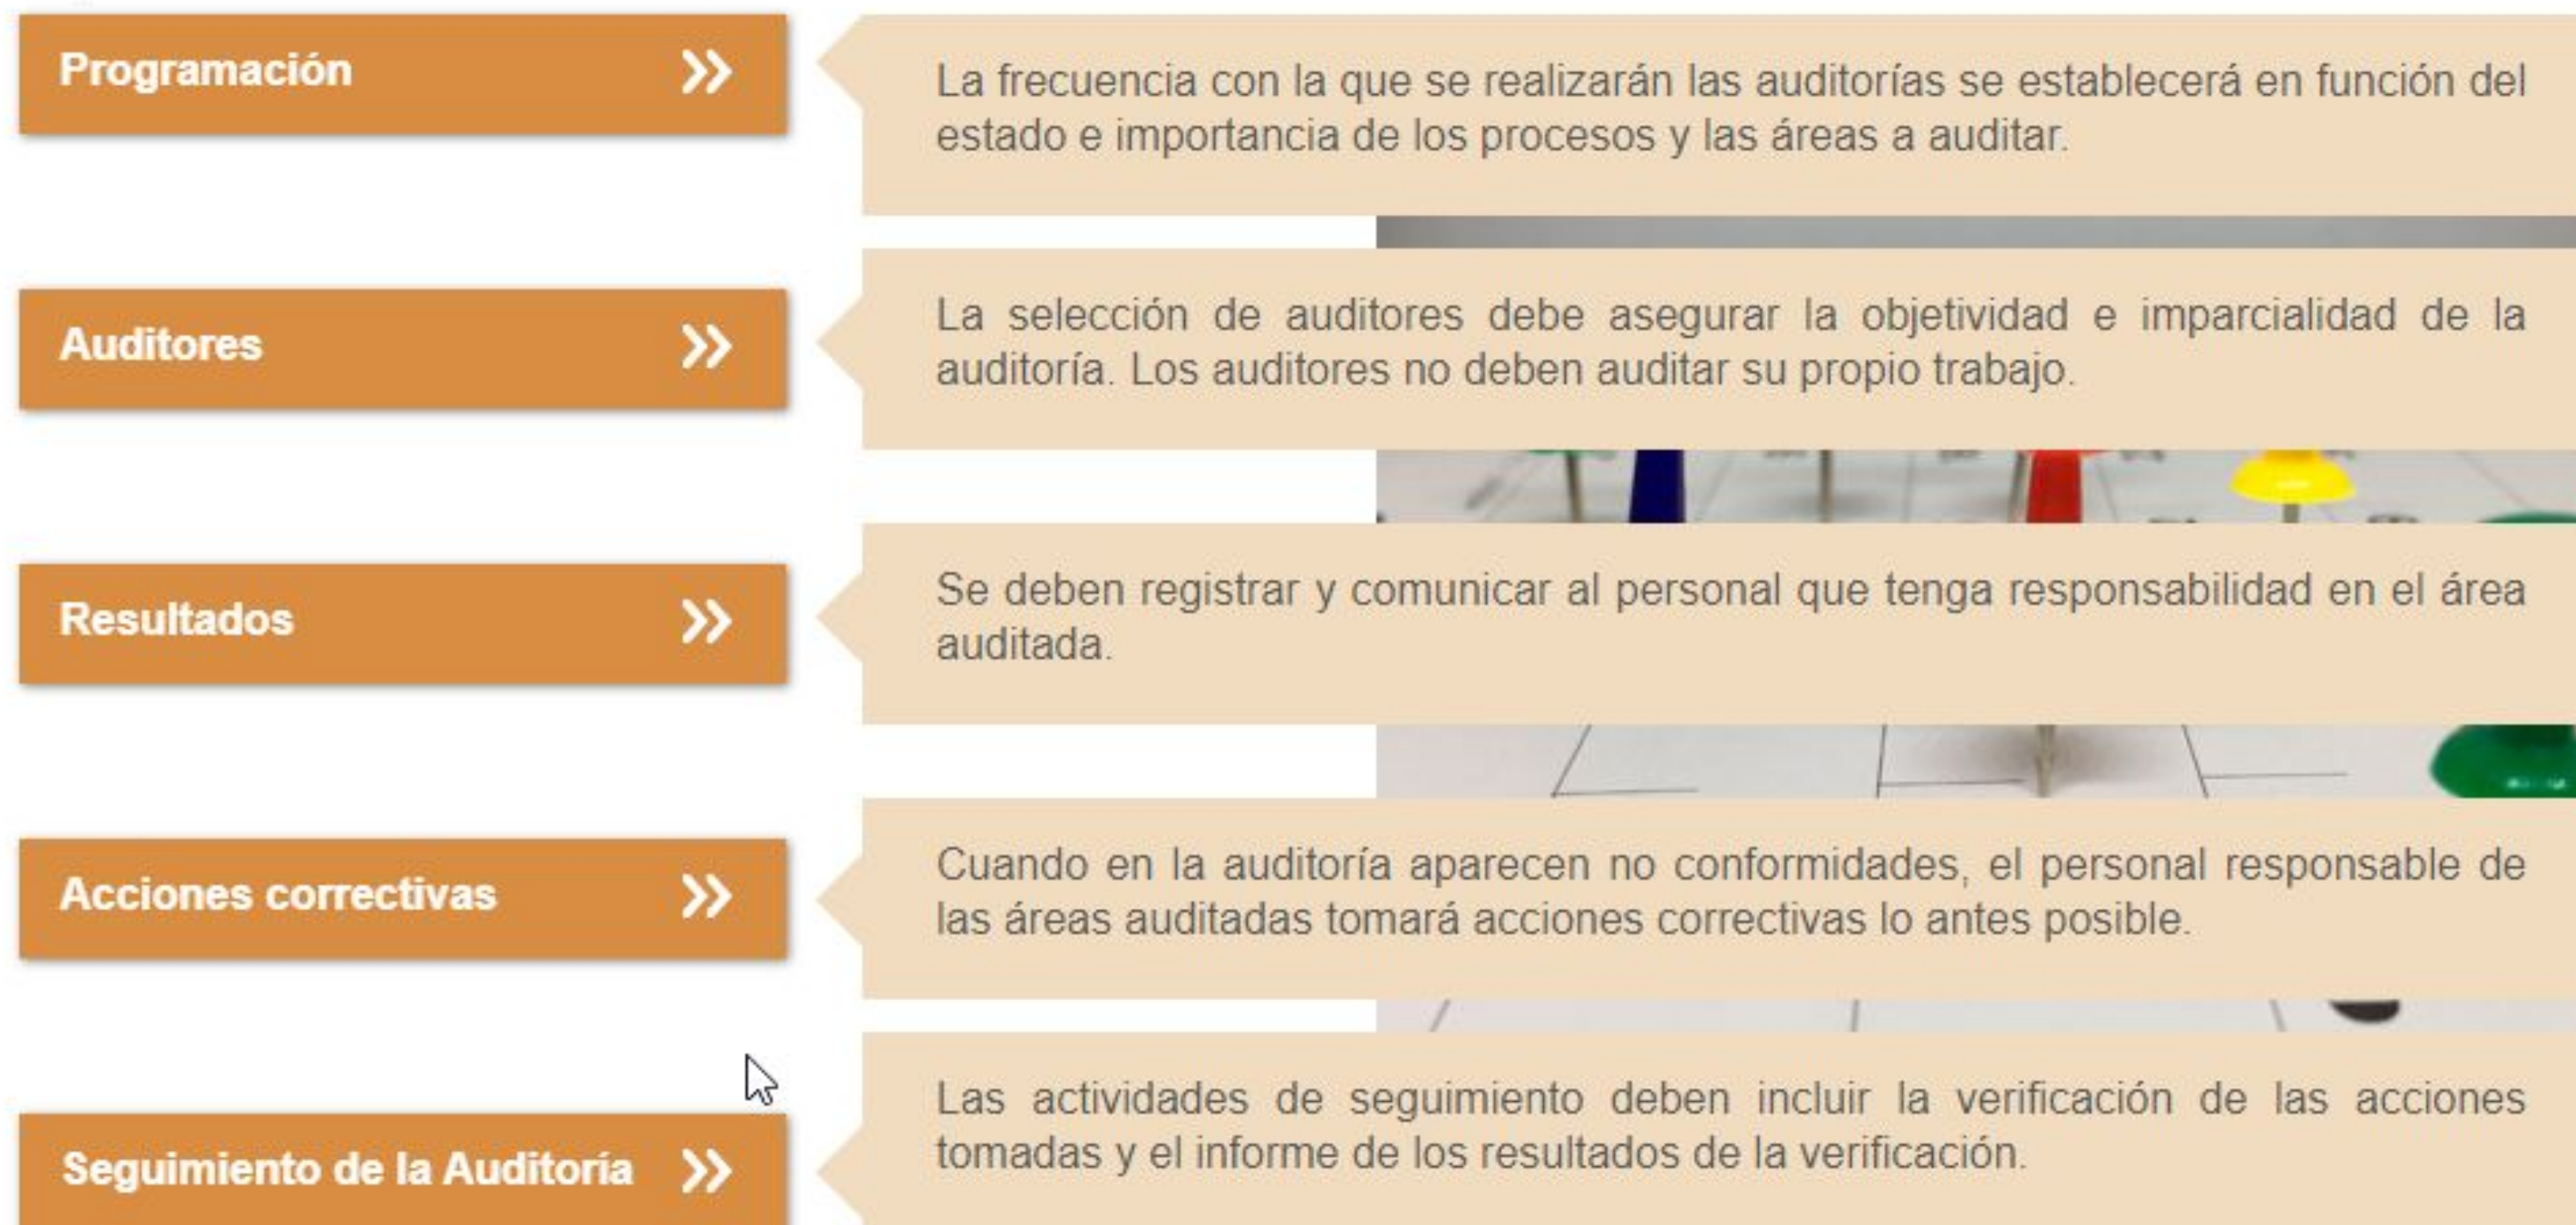 Programación
La frecuencia con la que se realizarán las auditorías se establecerá en función del
estado e importancia de los procesos y las áreas a auditar.
Auditores
La selección de auditores debe asegurar la objetividad e imparcialidad de la
auditoría. Los auditores no deben auditar su propio trabajo.
Resultados
Se deben registrar y comunicar al personal que tenga responsabilidad en el área
auditada.
Acciones correctivas
Cuando en la auditoría aparecen no conformidades, el personal responsable de
las áreas auditadas tomará acciones correctivas lo antes posible.
Seguimiento de la Auditoría
Las actividades de seguimiento deben incluir la verificación de las acciones
tomadas y el informe de los resultados de la verificación.